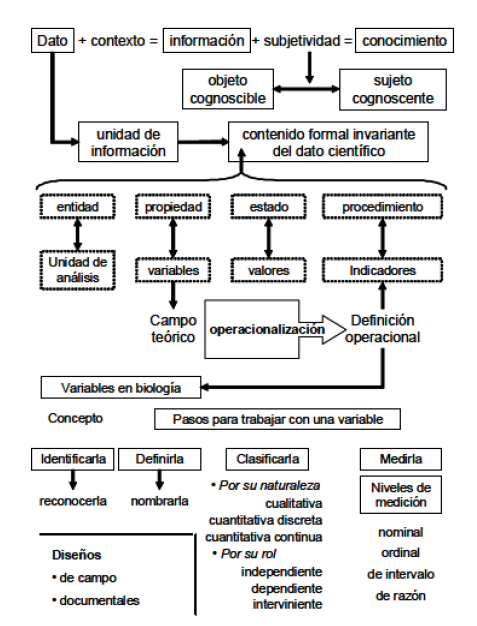 Dato + contexto = información + subjetividad = conocimiento
objeto
cognoscible
sujeto
cognoscente
unidad de
información
contenido formal invariante
del dato científico
entidad
propiedad
estado
procedimiento
Unidad de
análisis
variables
valores
Indicadores
Campo
teórico
operacionalización
Definición
operacional
Variables en biología
Concepto
Pasos para trabajar con una variable
Identificarla
Definirla
Clasificarla
Medirla
reconocerla
nombrarla
• Por su naturaleza
cualitativa
cuantitativa discreta
cuantitativa continua
• Por su rol
independiente
dependiente
interviniente
Niveles de
medición
nominal
ordinal
de intervalo
de razón
Diseños
• de campo
• documentales